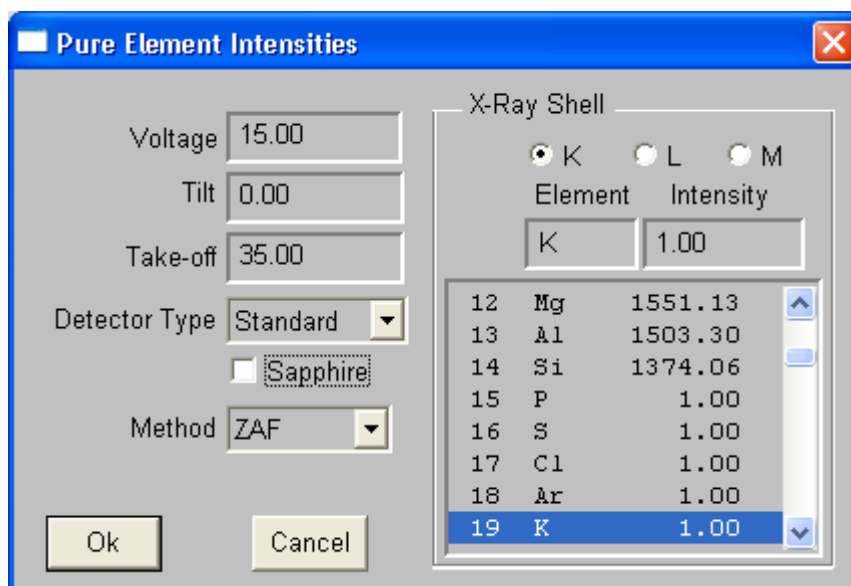 Pure Element Intensities
Voltage 15.00
Tilt 0.00
Take-off 35.00
Detector Type Standard
Sapphire
Method ZAF
Ok
Cancel
X-Ray Shell
K L M
Element Intensity
K 1.00
12 Mg 1551.13
13 Al 1503.30
14 Si 1374.06
15 P 1.00
16 S 1.00
17 Cl 1.00
18 Ar 1.00
19 K 1.00